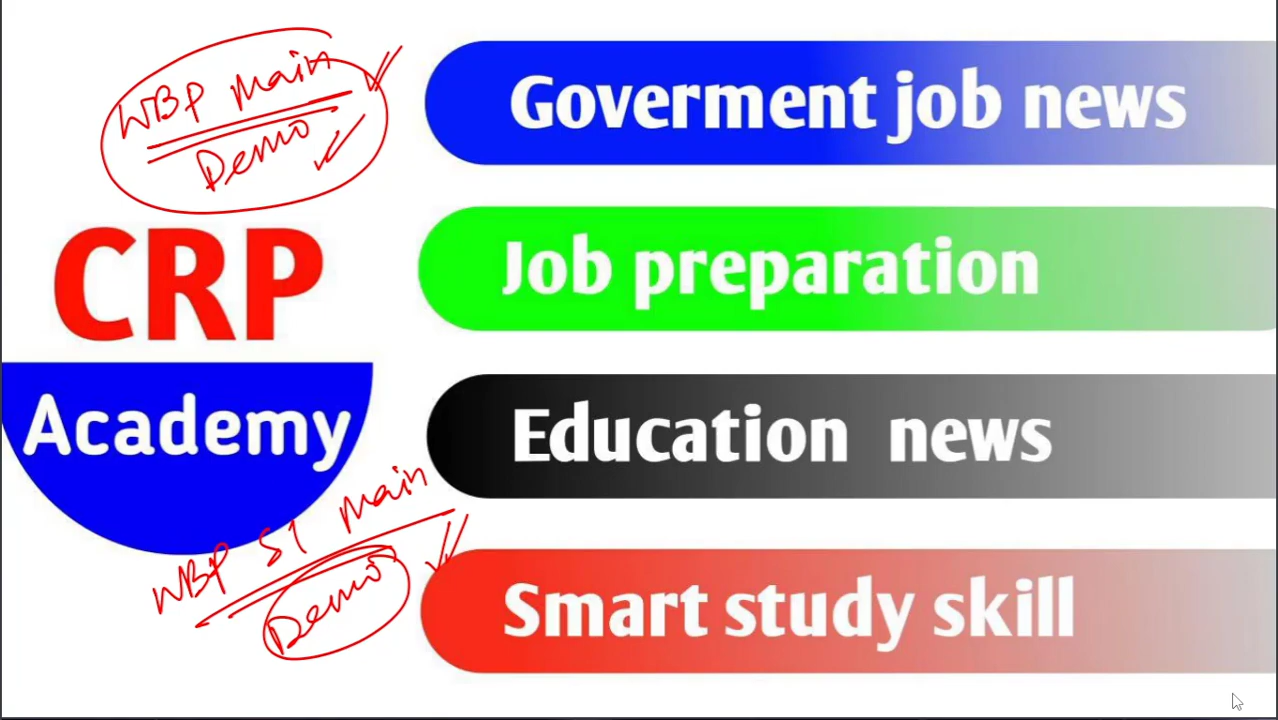 WBP Main
Demo
CRP
Academy
WBP SI Main
Demo
Goverment job news
Job preparation
Education news
Smart study skill